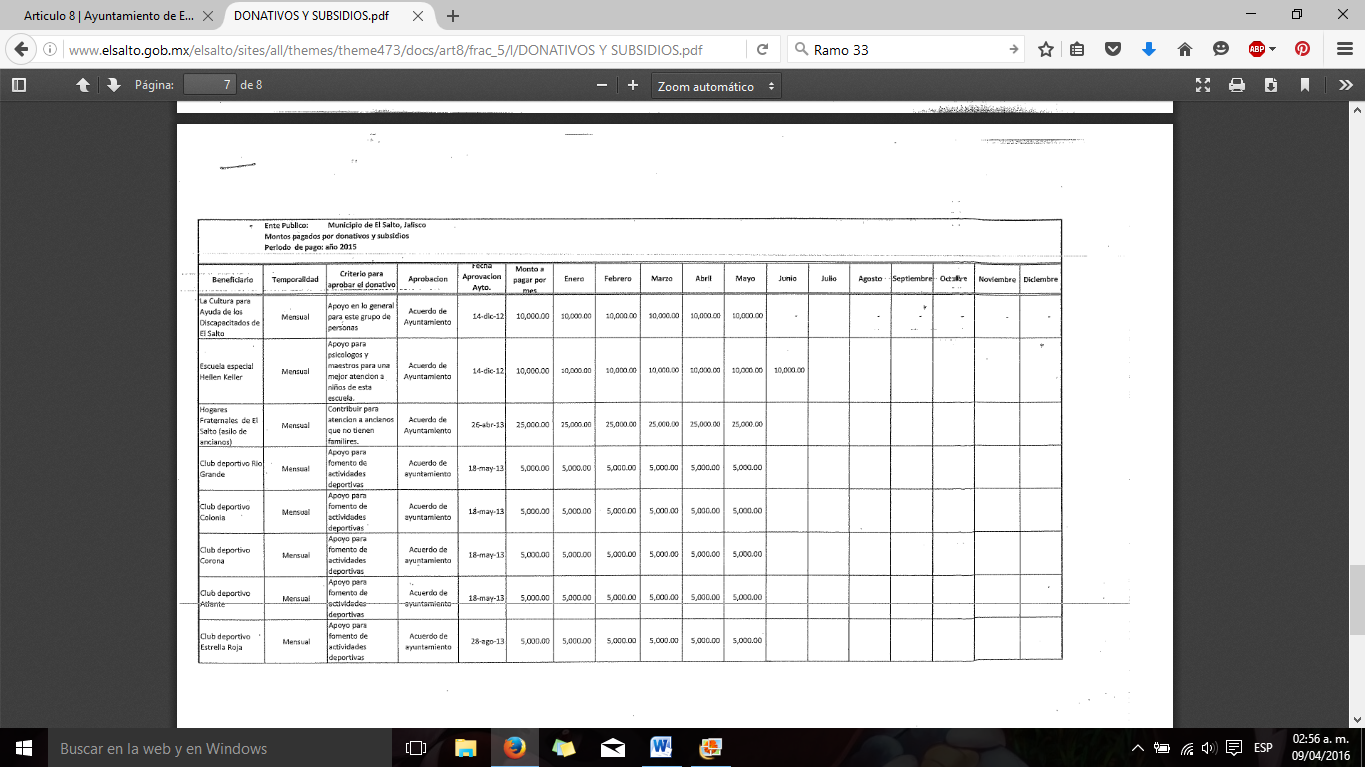 Articulo 8 | Ayuntamiento de E...
DONATIVOS Y SUBSIDIOS.pdf
www.elsalto.gob.mx/elsalto/sites/all/themes/theme473/docs/art8/frac_5/l/DONATIVOS Y SUBSIDIOS.pdf
Ramo 33
ABP
Página: 7 de 8
Zoom automático
Ente Publico: Municipio de El Salto, Jalisco
Montos pagados por donativos y subsidios
Periodo de pago: año 2015
Beneficiario Temporalidad Criterio para aprobar el donativo Aprobacion Fecha Aprovacion Ayto. Monto a pagar por mes Enero Febrero Marzo Abril Mayo Junio Julio Agosto Septiembre Octubre Noviembre Diciembre
La Cultura para Ayuda de los Discapacitados de El Salto Mensual Apoyo en lo general para este grupo de personas Acuerdo de Ayuntamiento 14-dic-12 10,000.00 10,000.00 10,000.00 10,000.00 10,000.00 10,000.00 - - - - - -
Escuela especial Hellen Keller Mensual Apoyo para psicologos y maestros para una mejor atencion a niños de esta escuela. Acuerdo de Ayuntamiento 14-dic-12 10,000.00 10,000.00 10,000.00 10,000.00 10,000.00 10,000.00 10,000.00
Hogares Fraternales de El Salto (asilo de ancianos) Mensual Contribuir para atencion a ancianos que no tienen familires. Acuerdo de Ayuntamiento 26-abr-13 25,000.00 25,000.00 25,000.00 25,000.00 25,000.00 25,000.00
Club deportivo Rio Grande Mensual Apoyo para fomento de actividades deportivas Acuerdo de ayuntamiento 18-may-13 5,000.00 5,000.00 5,000.00 5,000.00 5,000.00 5,000.00
Club deportivo Colonia Mensual Apoyo para fomento de actividades deportivas Acuerdo de ayuntamiento 18-may-13 5,000.00 5,000.00 5,000.00 5,000.00 5,000.00 5,000.00
Club deportivo Corona Mensual Apoyo para fomento de actividades deportivas Acuerdo de ayuntamiento 18-may-13 5,000.00 5,000.00 5,000.00 5,000.00 5,000.00 5,000.00
Club deportivo Atlante Mensual Apoyo para fomento de actividades deportivas Acuerdo de ayuntamiento 18-may-13 5,000.00 5,000.00 5,000.00 5,000.00 5,000.00 5,000.00
Club deportivo Estrella Roja Mensual Apoyo para fomento de actividades deportivas Acuerdo de ayuntamiento 28-ago-13 5,000.00 5,000.00 5,000.00 5,000.00 5,000.00 5,000.00
Buscar en la web y en Windows
ESP
02:56 a. m.
09/04/2016